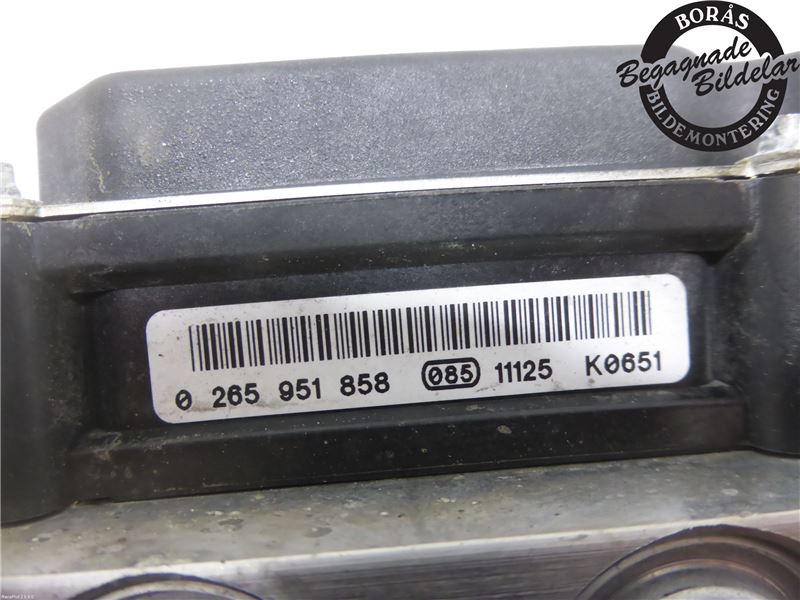 BORÅS
Begagnade
Bildelar
BILDEMONTERING
0 265 951 858 085 11125 K0651